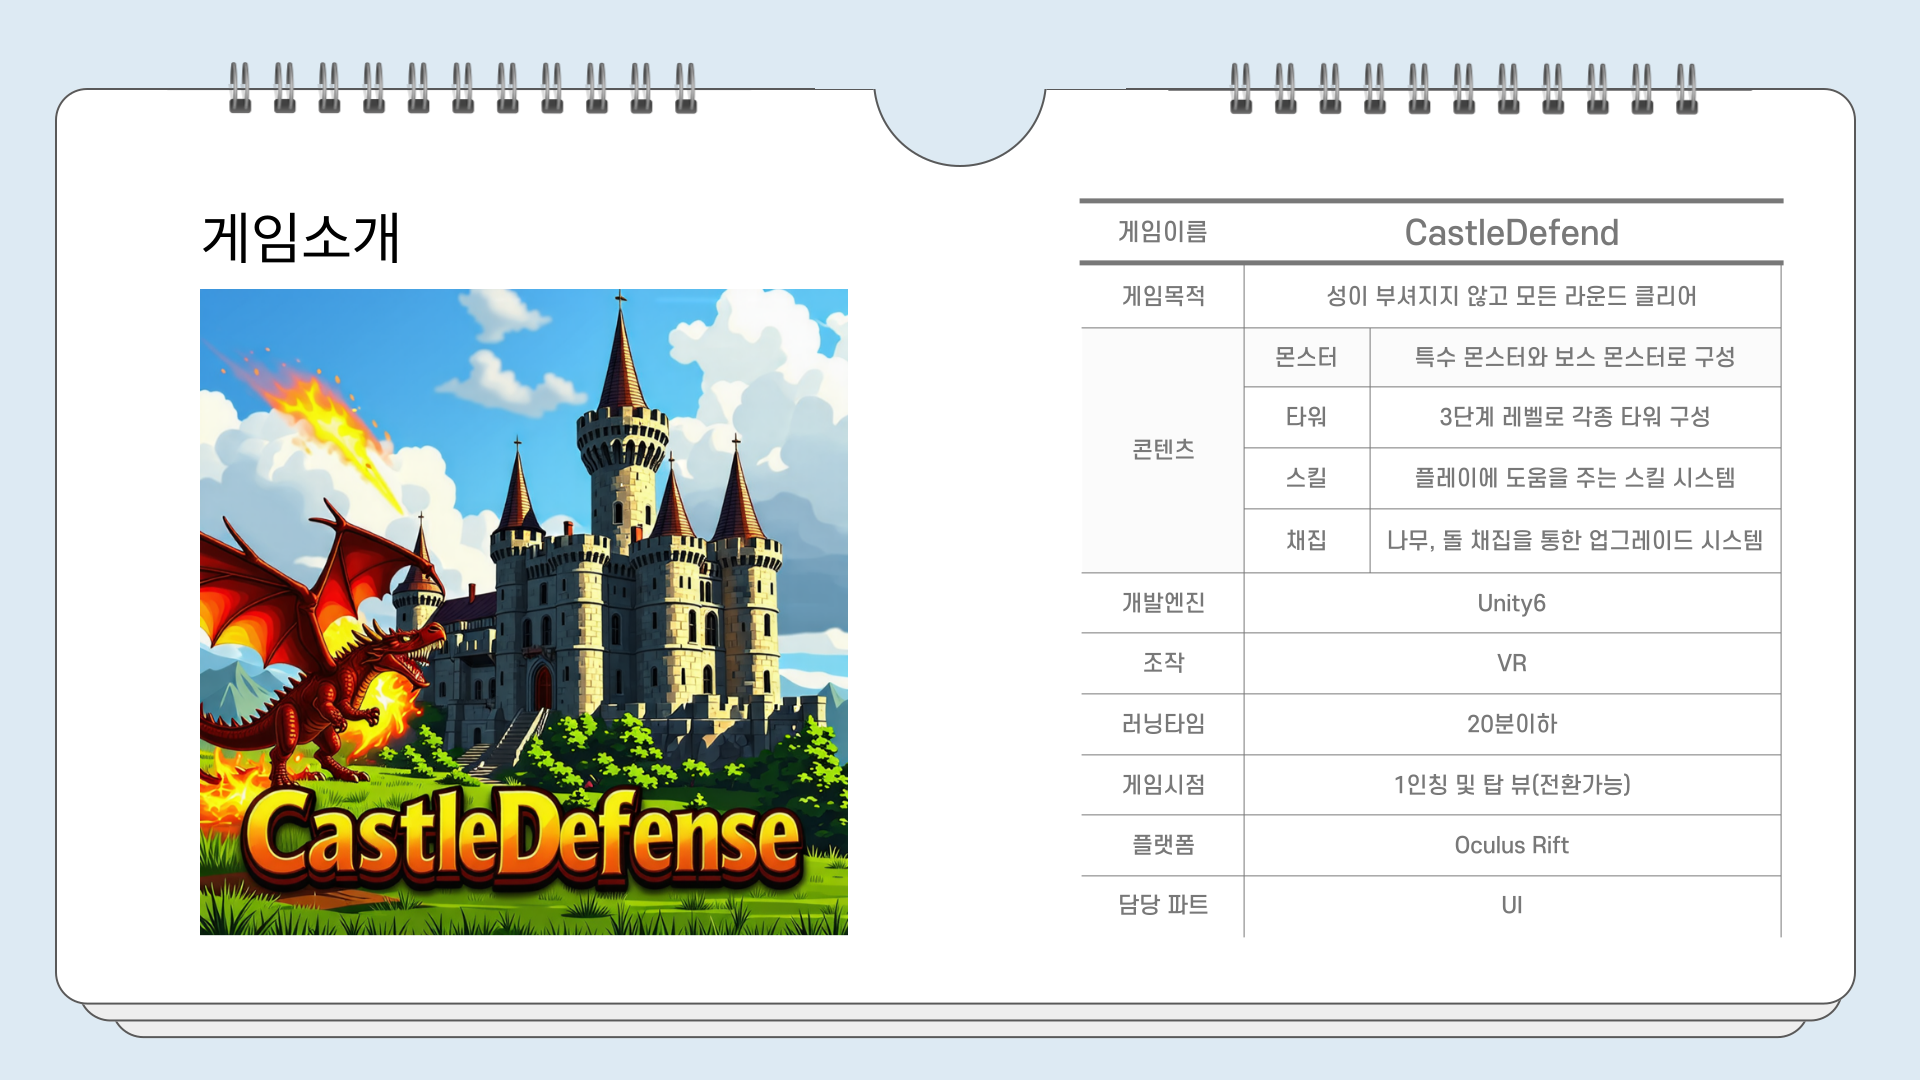 게임소개
CastleDefense
게임이름 CastleDefend
게임목적 성이 부셔지지 않고 모든 라운드 클리어
콘텐츠
몬스터 특수 몬스터와 보스 몬스터로 구성
타워 3단계 레벨로 각종 타워 구성
스킬 플레이에 도움을 주는 스킬 시스템
채집 나무, 돌 채집을 통한 업그레이드 시스템
개발엔진 Unity6
조작 VR
러닝타임 20분이하
게임시점 1인칭 및 탑 뷰(전환가능)
플랫폼 Oculus Rift
담당 파트 UI